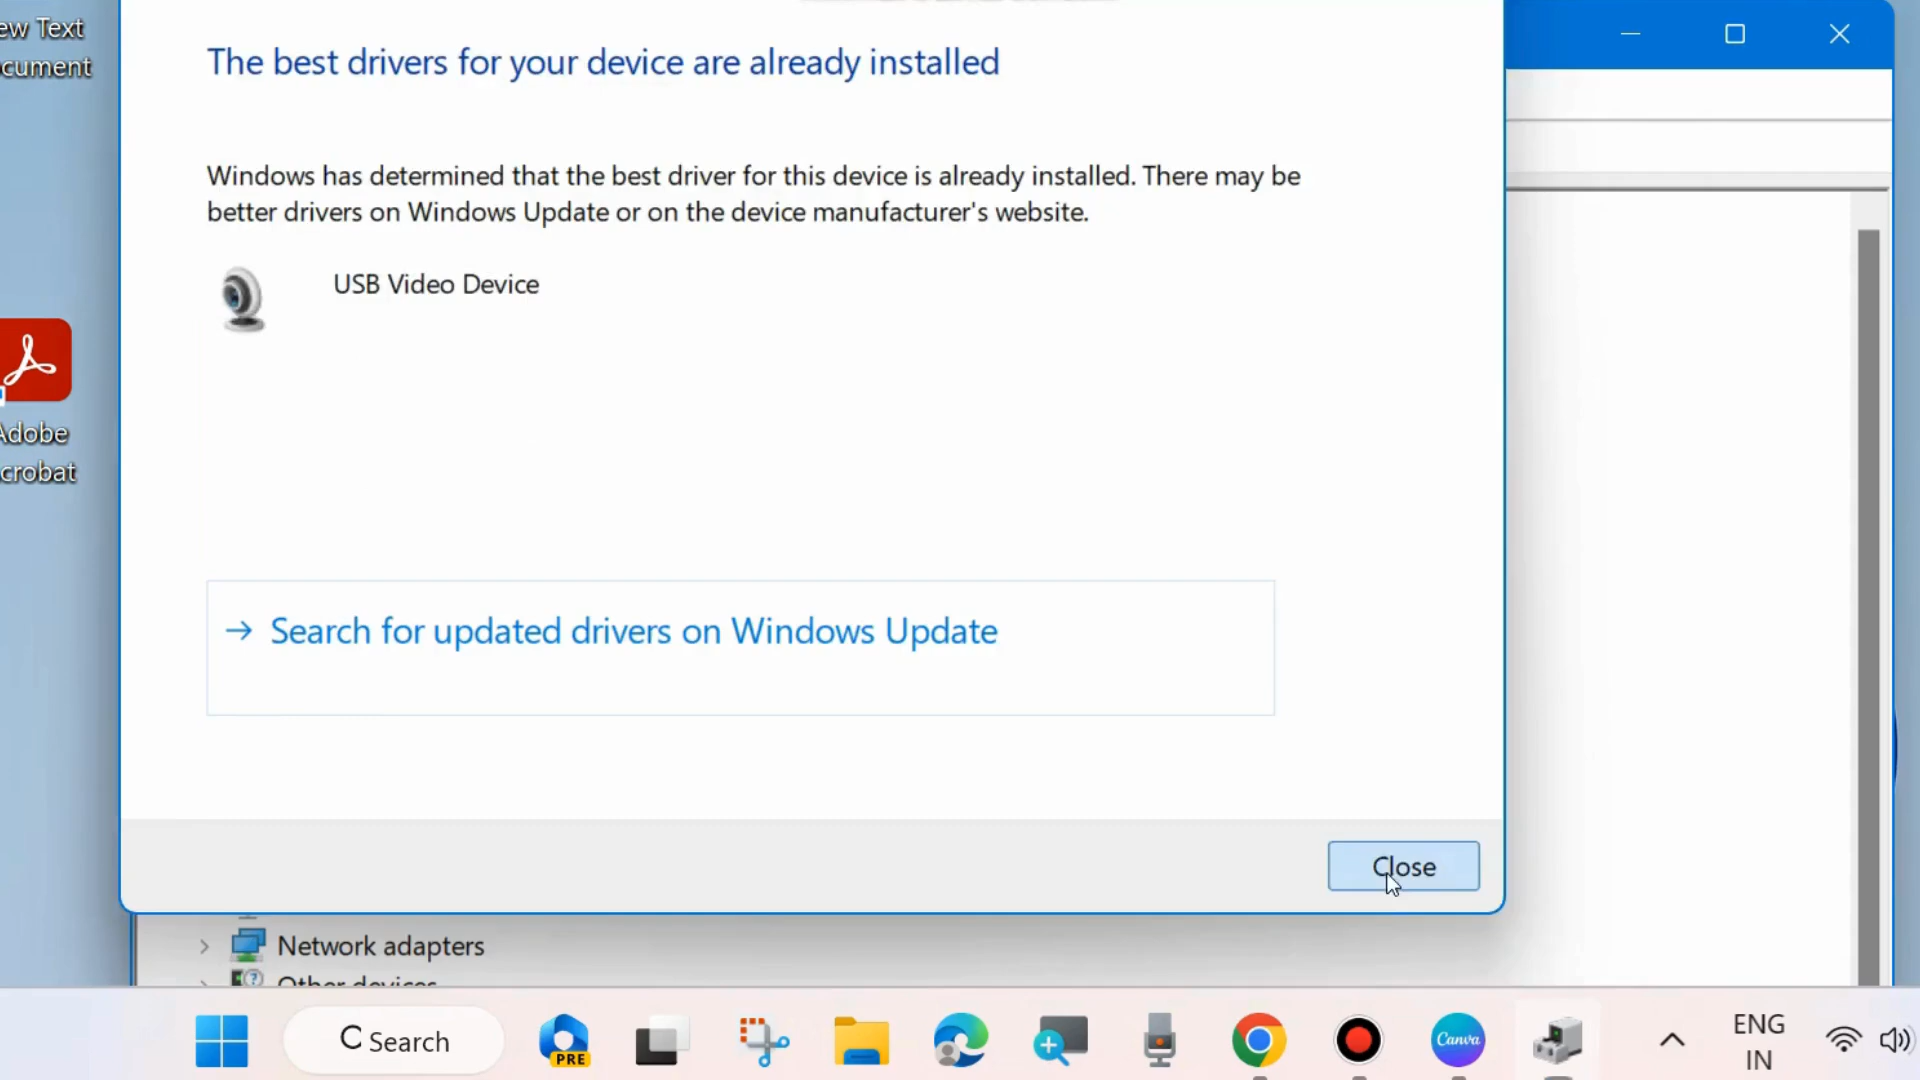 ew Text
cument
The best drivers for your device are already installed
Windows has determined that the best driver for this device is already installed. There may be
better drivers on Windows Update or on the device manufacturer's website.
USB Video Device
Adobe
crobat
→ Search for updated drivers on Windows Update
Close
Network adapters
Other devices
Search
PRE
Canva
ENG
IN